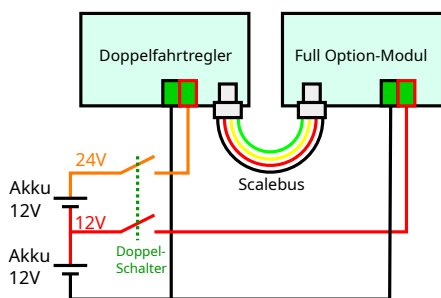 Doppelfahrtregler
Full Option-Modul
24V
Scalebus
Akku
12V
12V
Doppel-
Schalter
Akku
12V